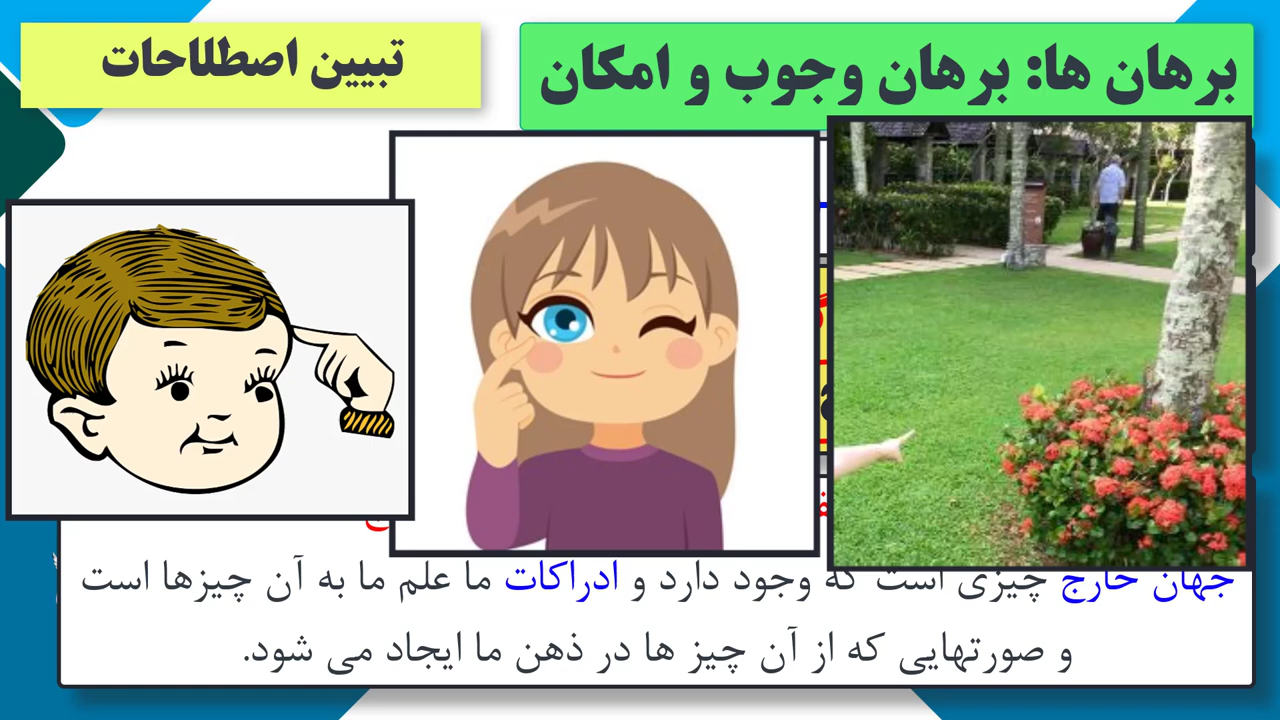 برهان ها: برهان وجوب و امکان
تبیین اصطلاحات
جهان خارج چیزی است که وجود دارد و ادراکات ما علم ما به آن چیزها است
و صورتهایی که از آن چیز ها در ذهن ما ایجاد می شود.